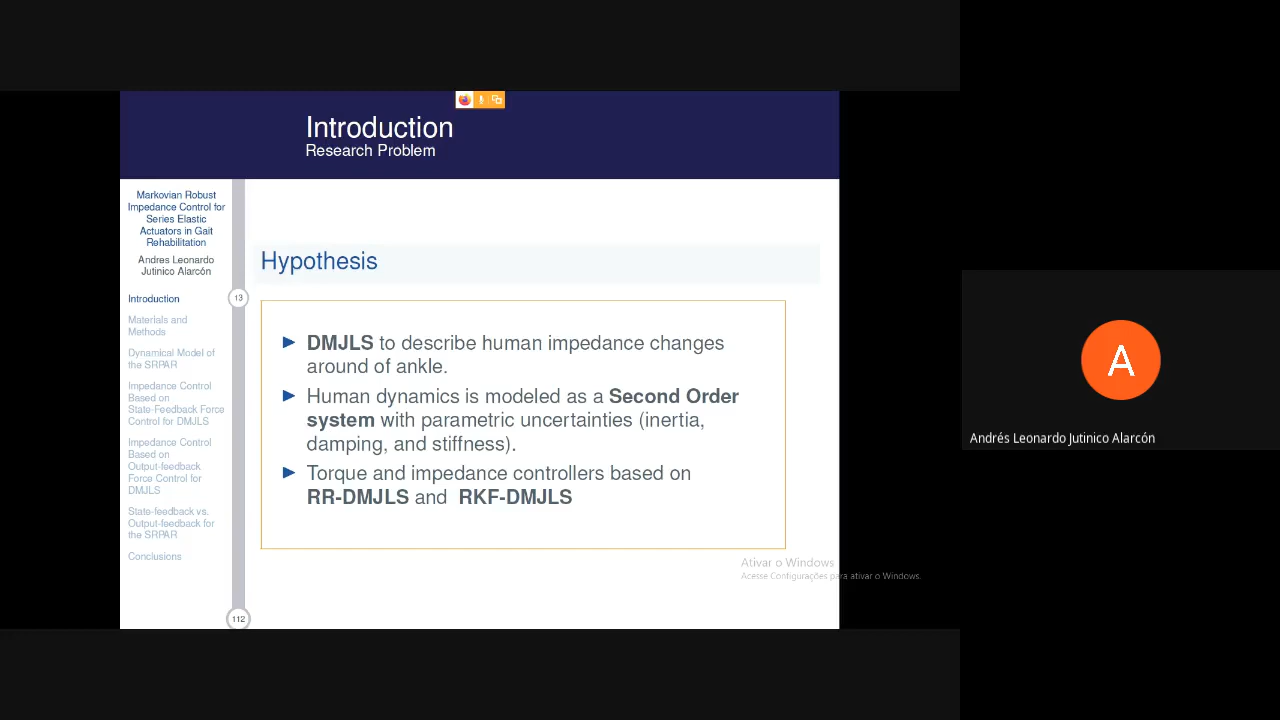 Introduction
Research Problem
Markovian Robust
Impedance Control for
Series Elastic
Actuators in Gait
Rehabilitation
Andres Leonardo
Jutinico Alarcón
Introduction
13
Materials and
Methods
Dynamical Model of
the SRPAR
Impedance Control
Based on
State-Feedback Force
Control for DMJLS
Impedance Control
Based on
Output-feedback
Force Control for
DMJLS
State-feedback vs.
Output-feedback for
the SRPAR
Conclusions
112
Hypothesis
DMJLS to describe human impedance changes
around of ankle.
Human dynamics is modeled as a Second Order
system with parametric uncertainties (inertia,
damping, and stiffness).
Torque and impedance controllers based on
RR-DMJLS and RKF-DMJLS
Ativar o Windows
Acesse Configurações para ativar o Windows.
A
Andrés Leonardo Jutinico Alarcón